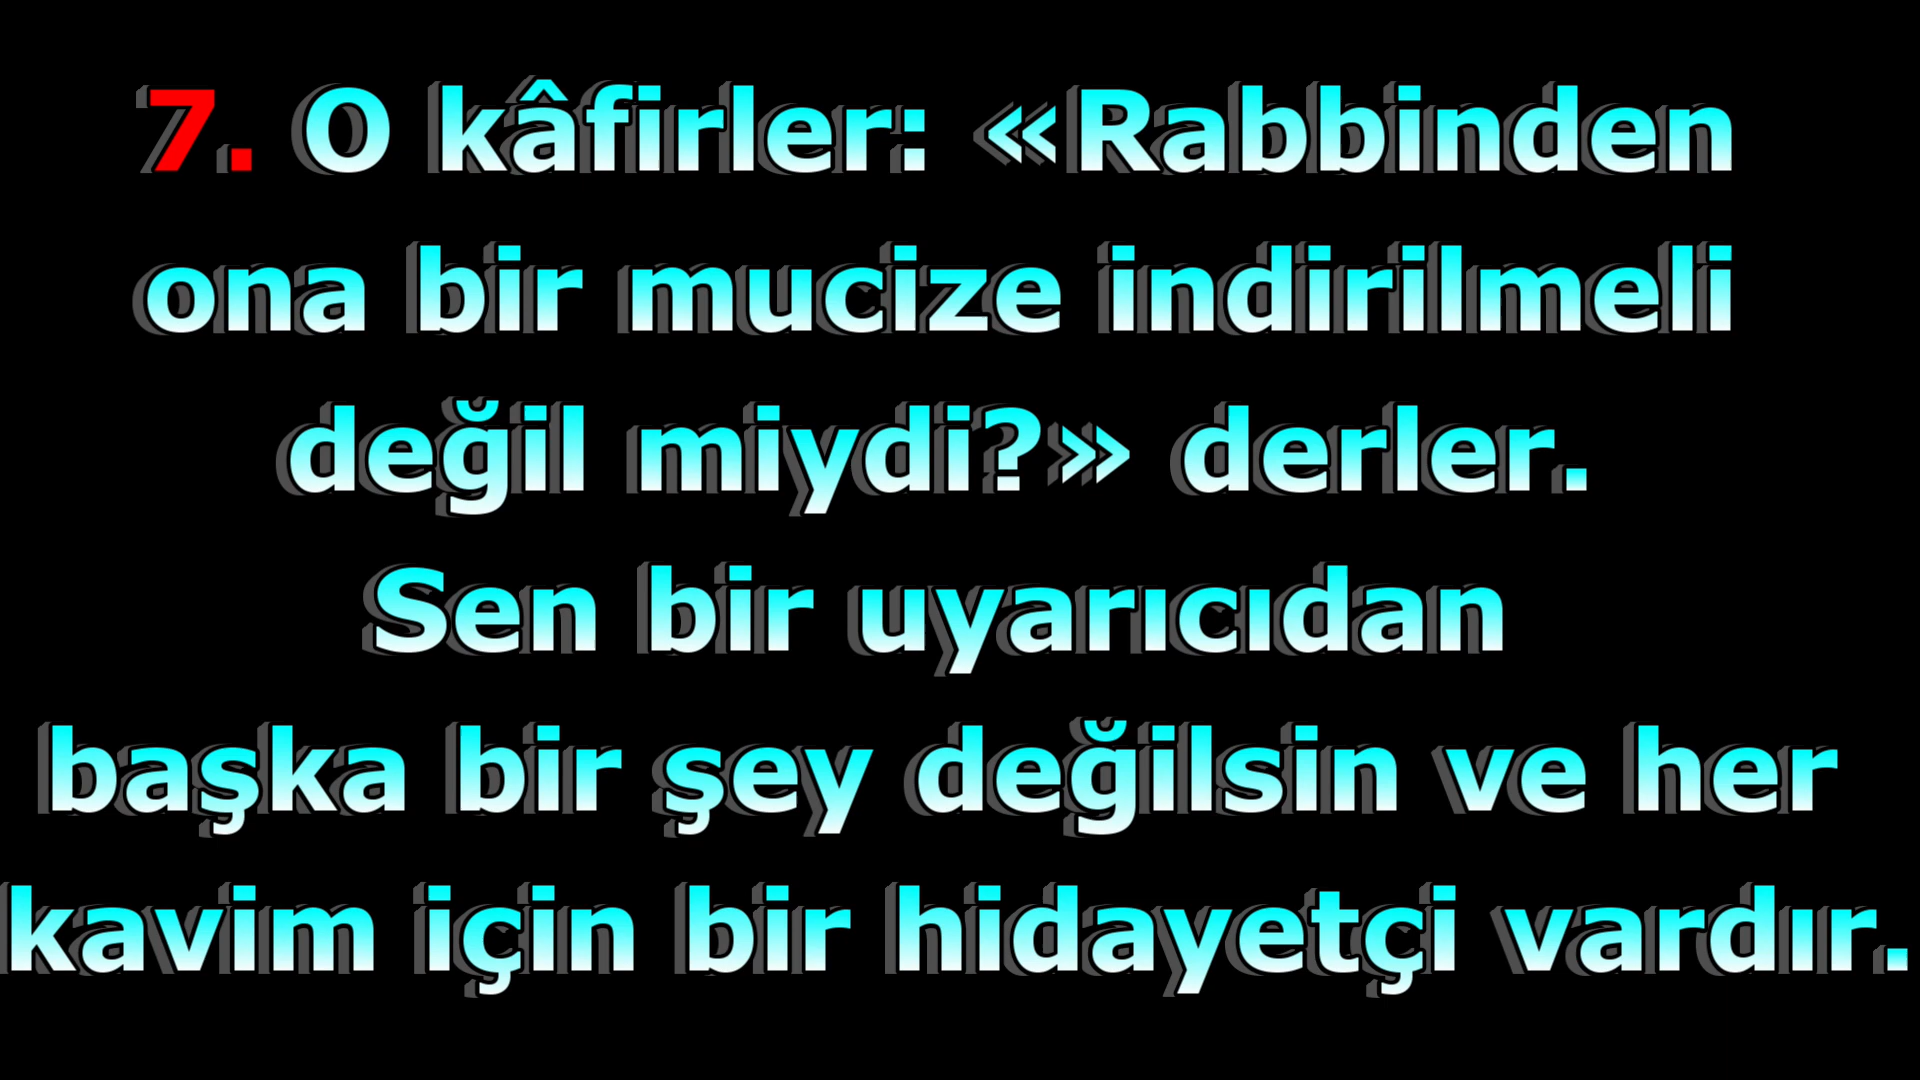 7. O kâfirler: «Rabbinden
ona bir mucize indirilmeli
değil miydi?» derler.
Sen bir uyarıcıdan
başka bir şey değilsin ve her
kavim için bir hidayetçi vardır.